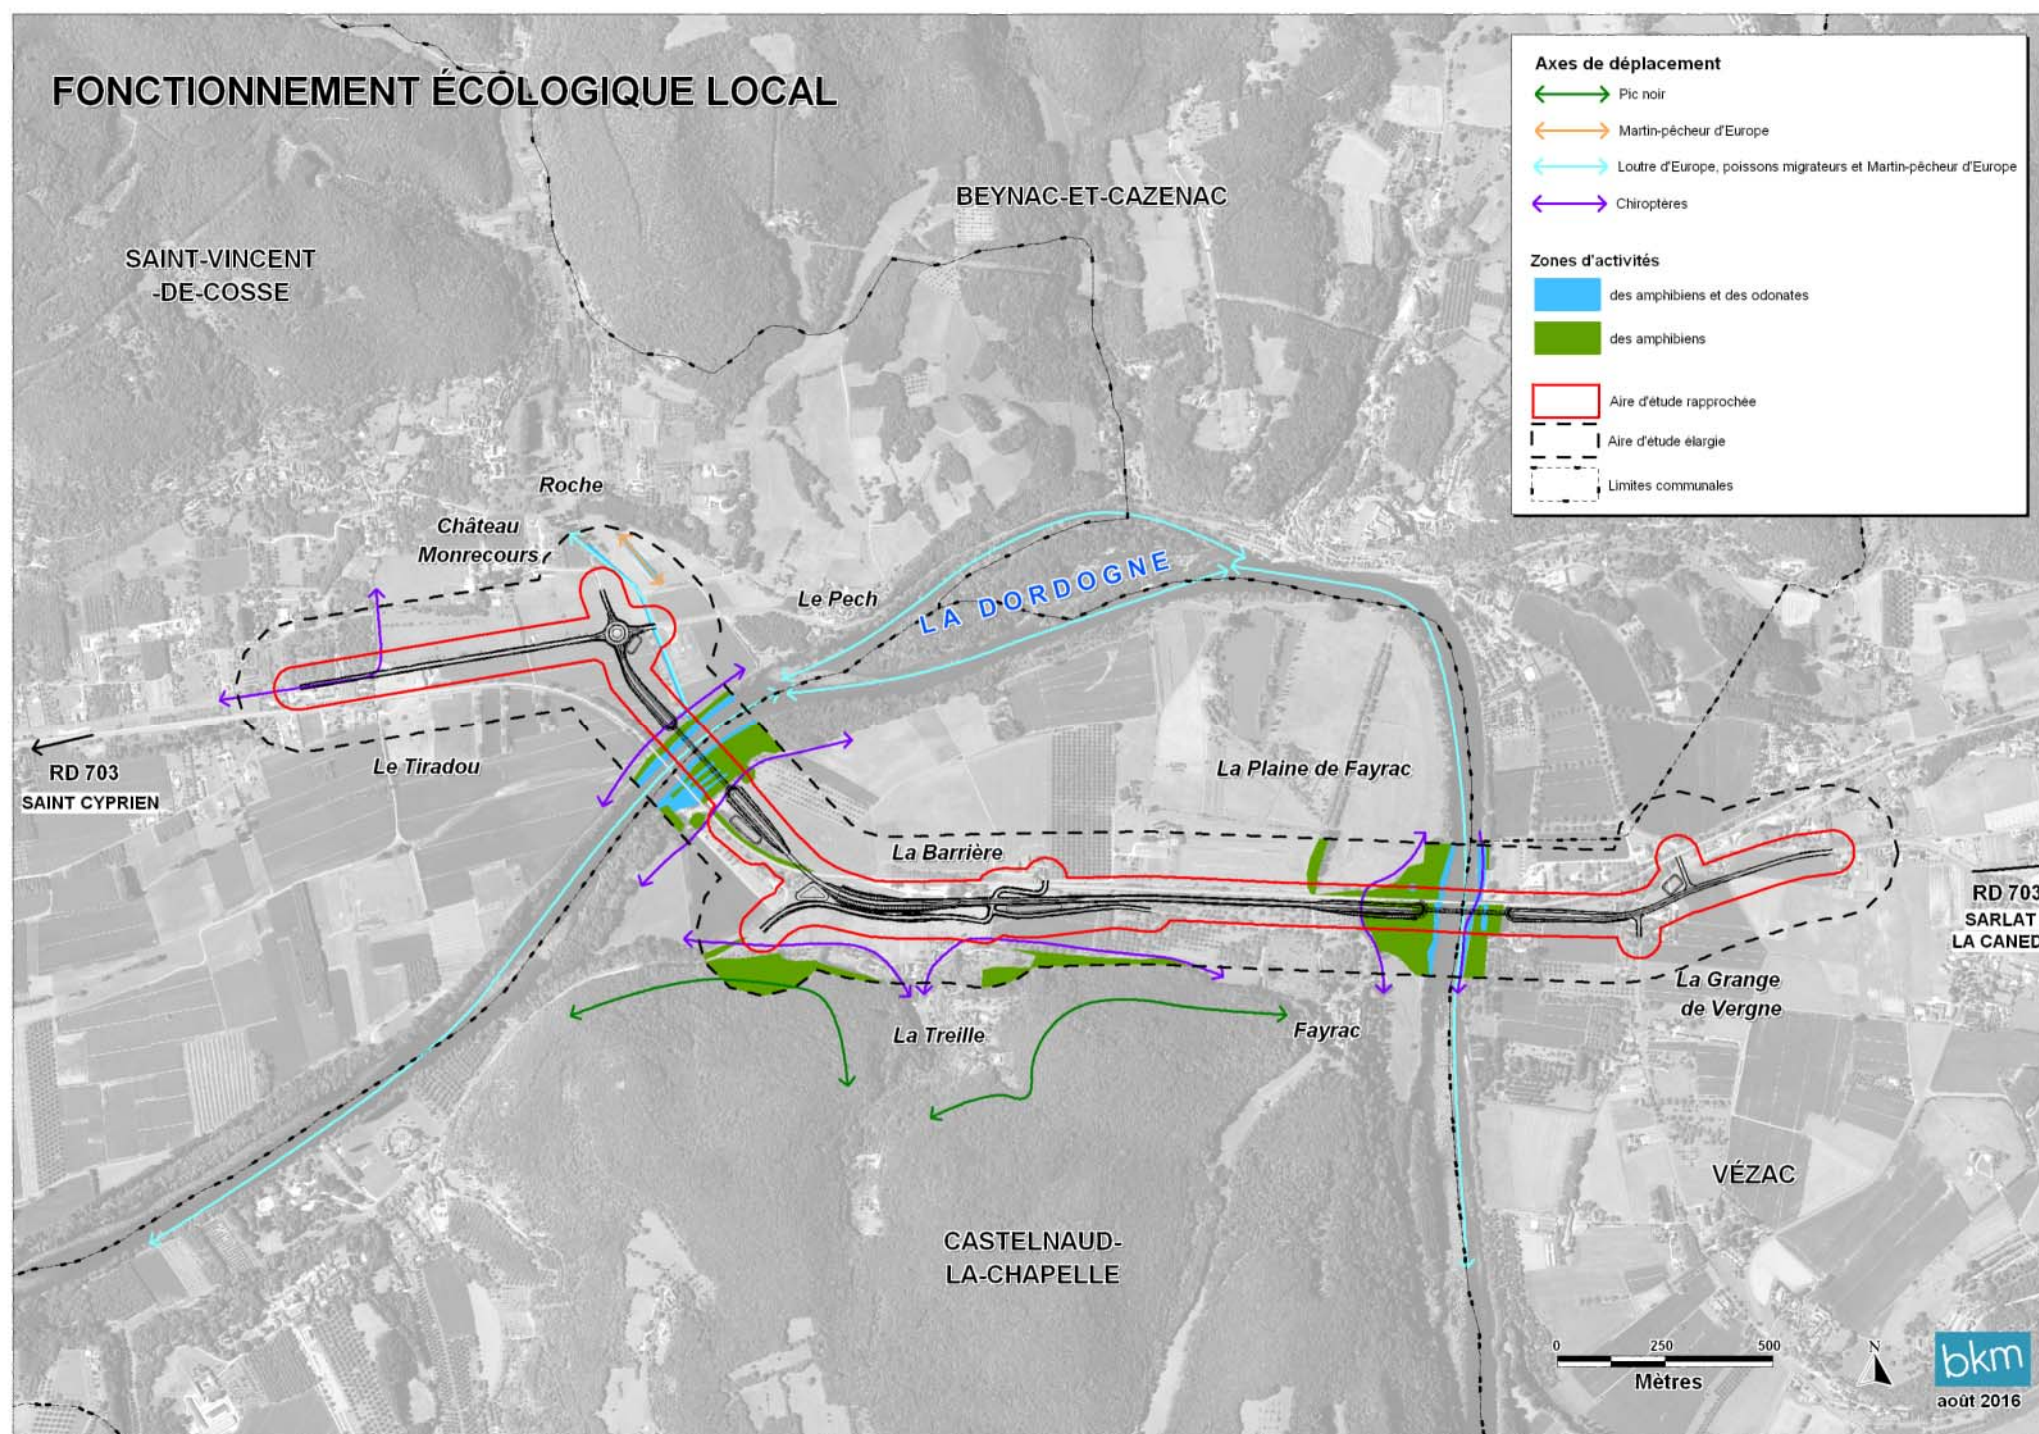 FONCTIONNEMENT ÉCOLOGIQUE LOCAL
Axes de déplacement
Pic noir
Martin-pêcheur d'Europe
Loutre d'Europe, poissons migrateurs et Martin-pêcheur d'Europe
Chiroptères
Zones d'activités
des amphibiens et des odonates
des amphibiens
Aire d'étude rapprochée
Aire d'étude élargie
Limites communales
BEYNAC-ET-CAZENAC
SAINT-VINCENT
-DE-COSSE
Roche
Château
Monrecours
Le Pech
LA DORDOGNE
Le Tiradou
RD 703
SAINT CYPRIEN
La Plaine de Fayrac
La Barrière
RD 703
SARLAT
LA CANED
La Grange
de Vergne
La Treille
Fayrac
VÉZAC
CASTELNAUD-
LA-CHAPELLE
0 250 500
Mètres
N
bkm
août 2016